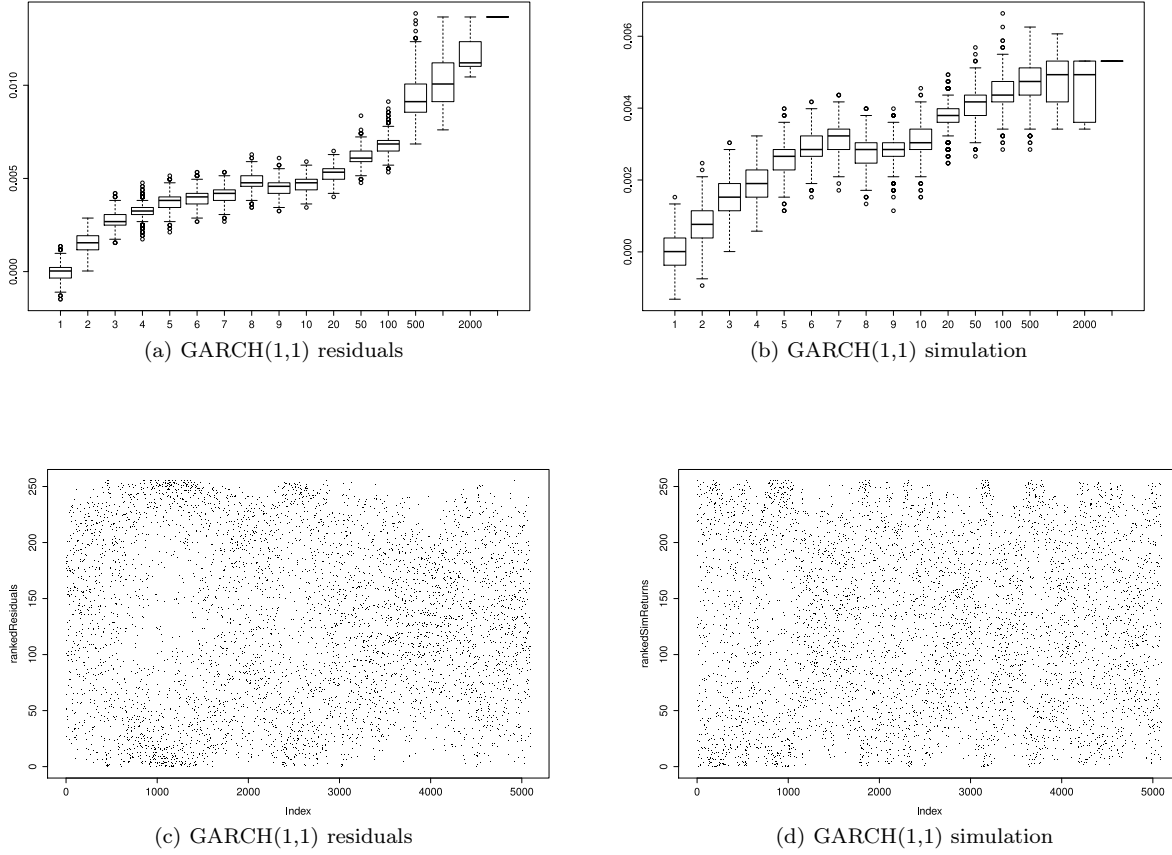 0.000 0.005 0.010
1 2 3 4 5 6 7 8 9 10 20 50 100 500 2000
(a) GARCH(1,1) residuals
0.000 0.002 0.004 0.006
1 2 3 4 5 6 7 8 9 10 20 50 100 500 2000
(b) GARCH(1,1) simulation
rankedResiduals
0 50 100 150 200 250
0 1000 2000 3000 4000 5000
Index
(c) GARCH(1,1) residuals
rankedSimReturns
0 50 100 150 200 250
0 1000 2000 3000 4000 5000
Index
(d) GARCH(1,1) simulation